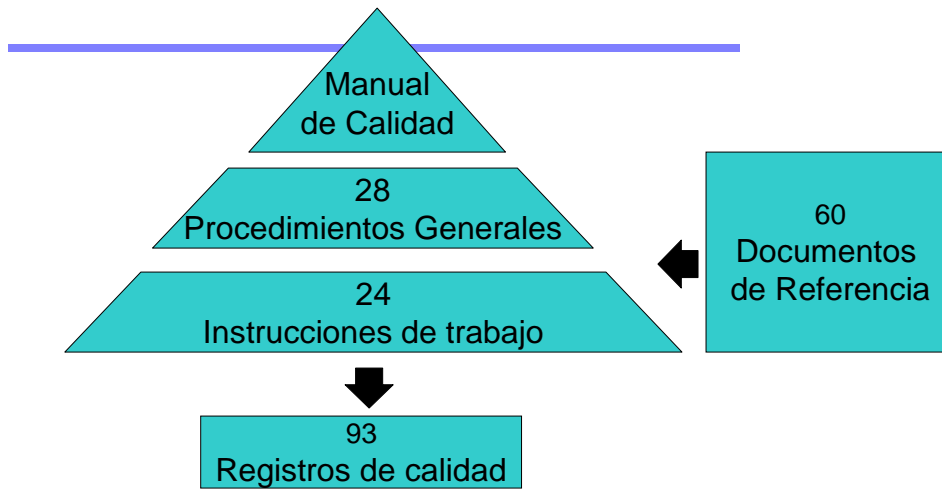 Manual
de Calidad
28
Procedimientos Generales
24
Instrucciones de trabajo
60
Documentos
de Referencia
93
Registros de calidad